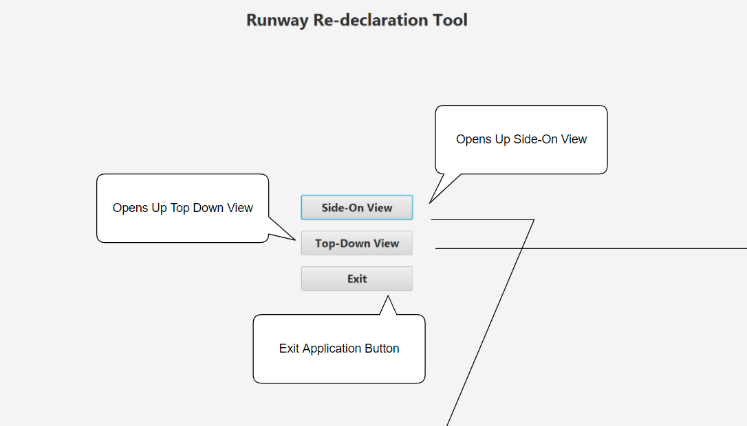 Runway Re-declaration Tool
Opens Up Side-On View
Opens Up Top Down View
Side-On View
Top-Down View
Exit
Exit Application Button